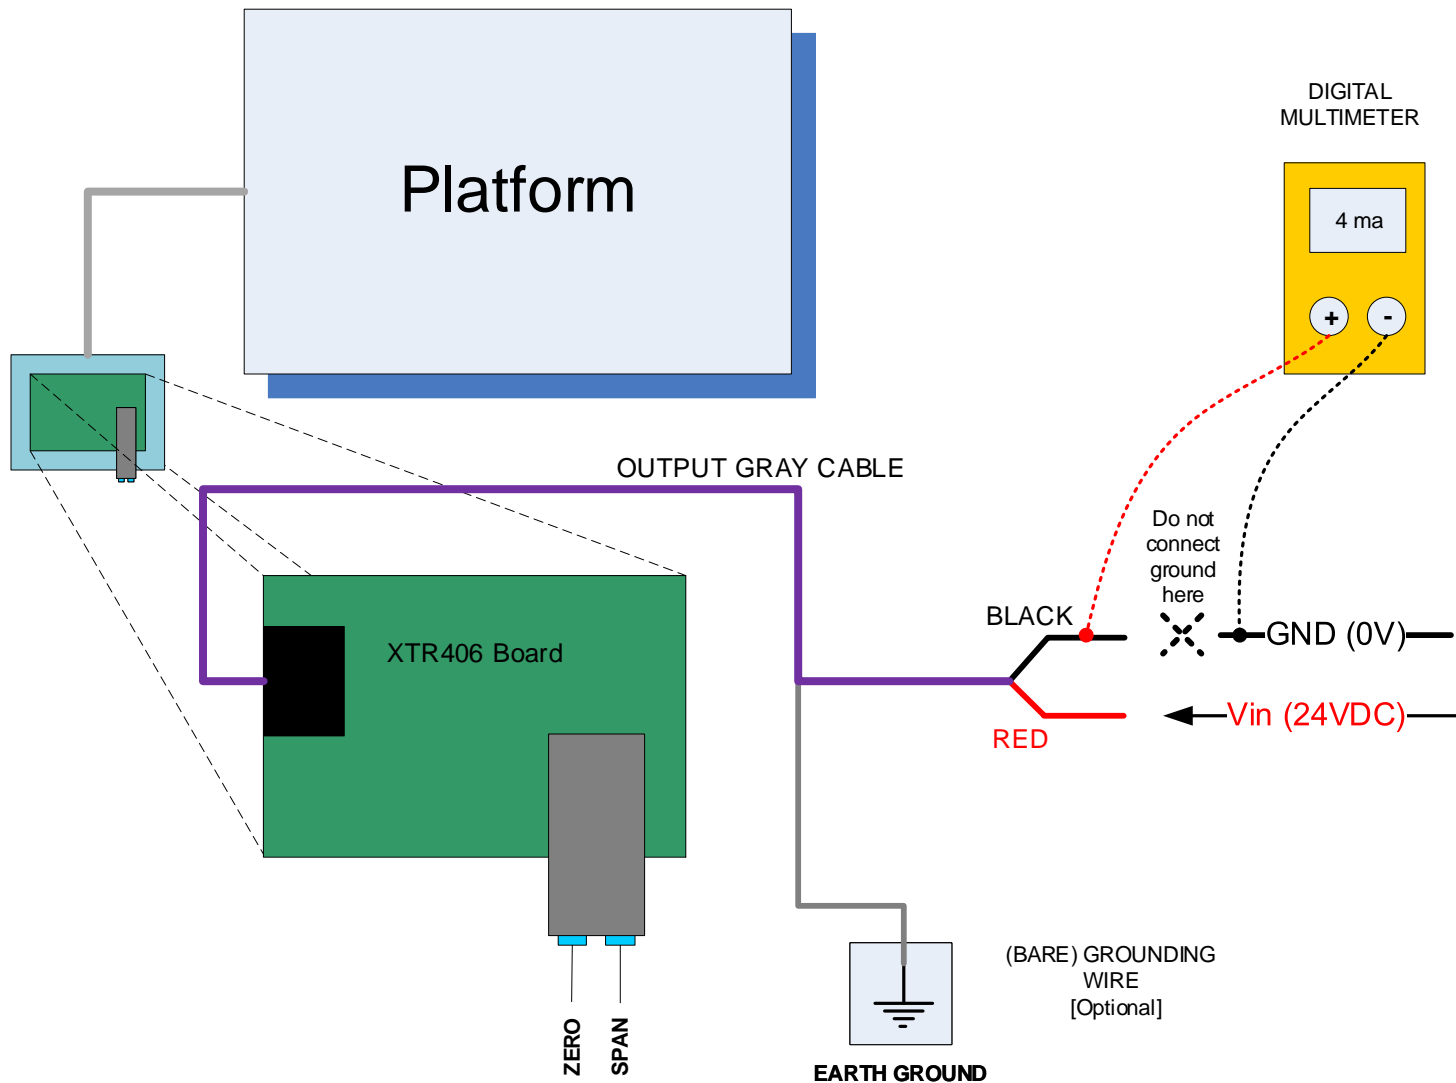 Platform
DIGITAL
MULTIMETER
4 ma
+ -
OUTPUT GRAY CABLE
Do not
connect
ground
here
BLACK
GND (0V)
XTR406 Board
Vin (24VDC)
RED
(BARE) GROUNDING
WIRE
[Optional]
ZERO
SPAN
EARTH GROUND